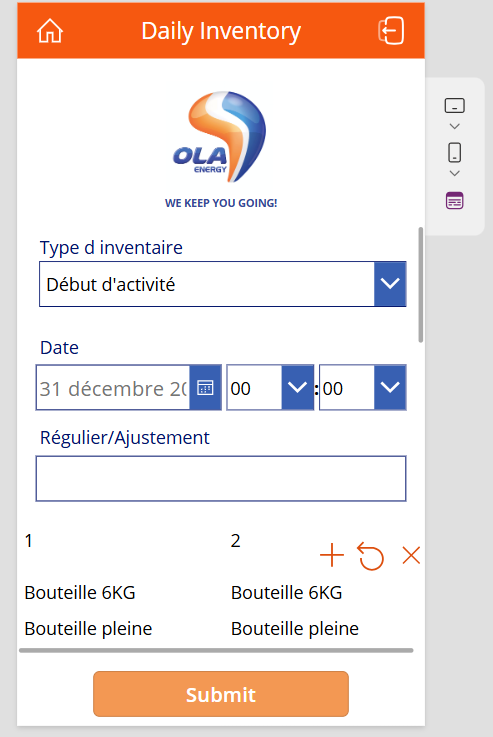 Daily Inventory
OLA
ENERGY
WE KEEP YOU GOING!
Type d inventaire
Début d'activité
Date
31 décembre 20
00 : 00
Régulier/Ajustement
1 2
Bouteille 6KG Bouteille 6KG
Bouteille pleine Bouteille pleine
Submit